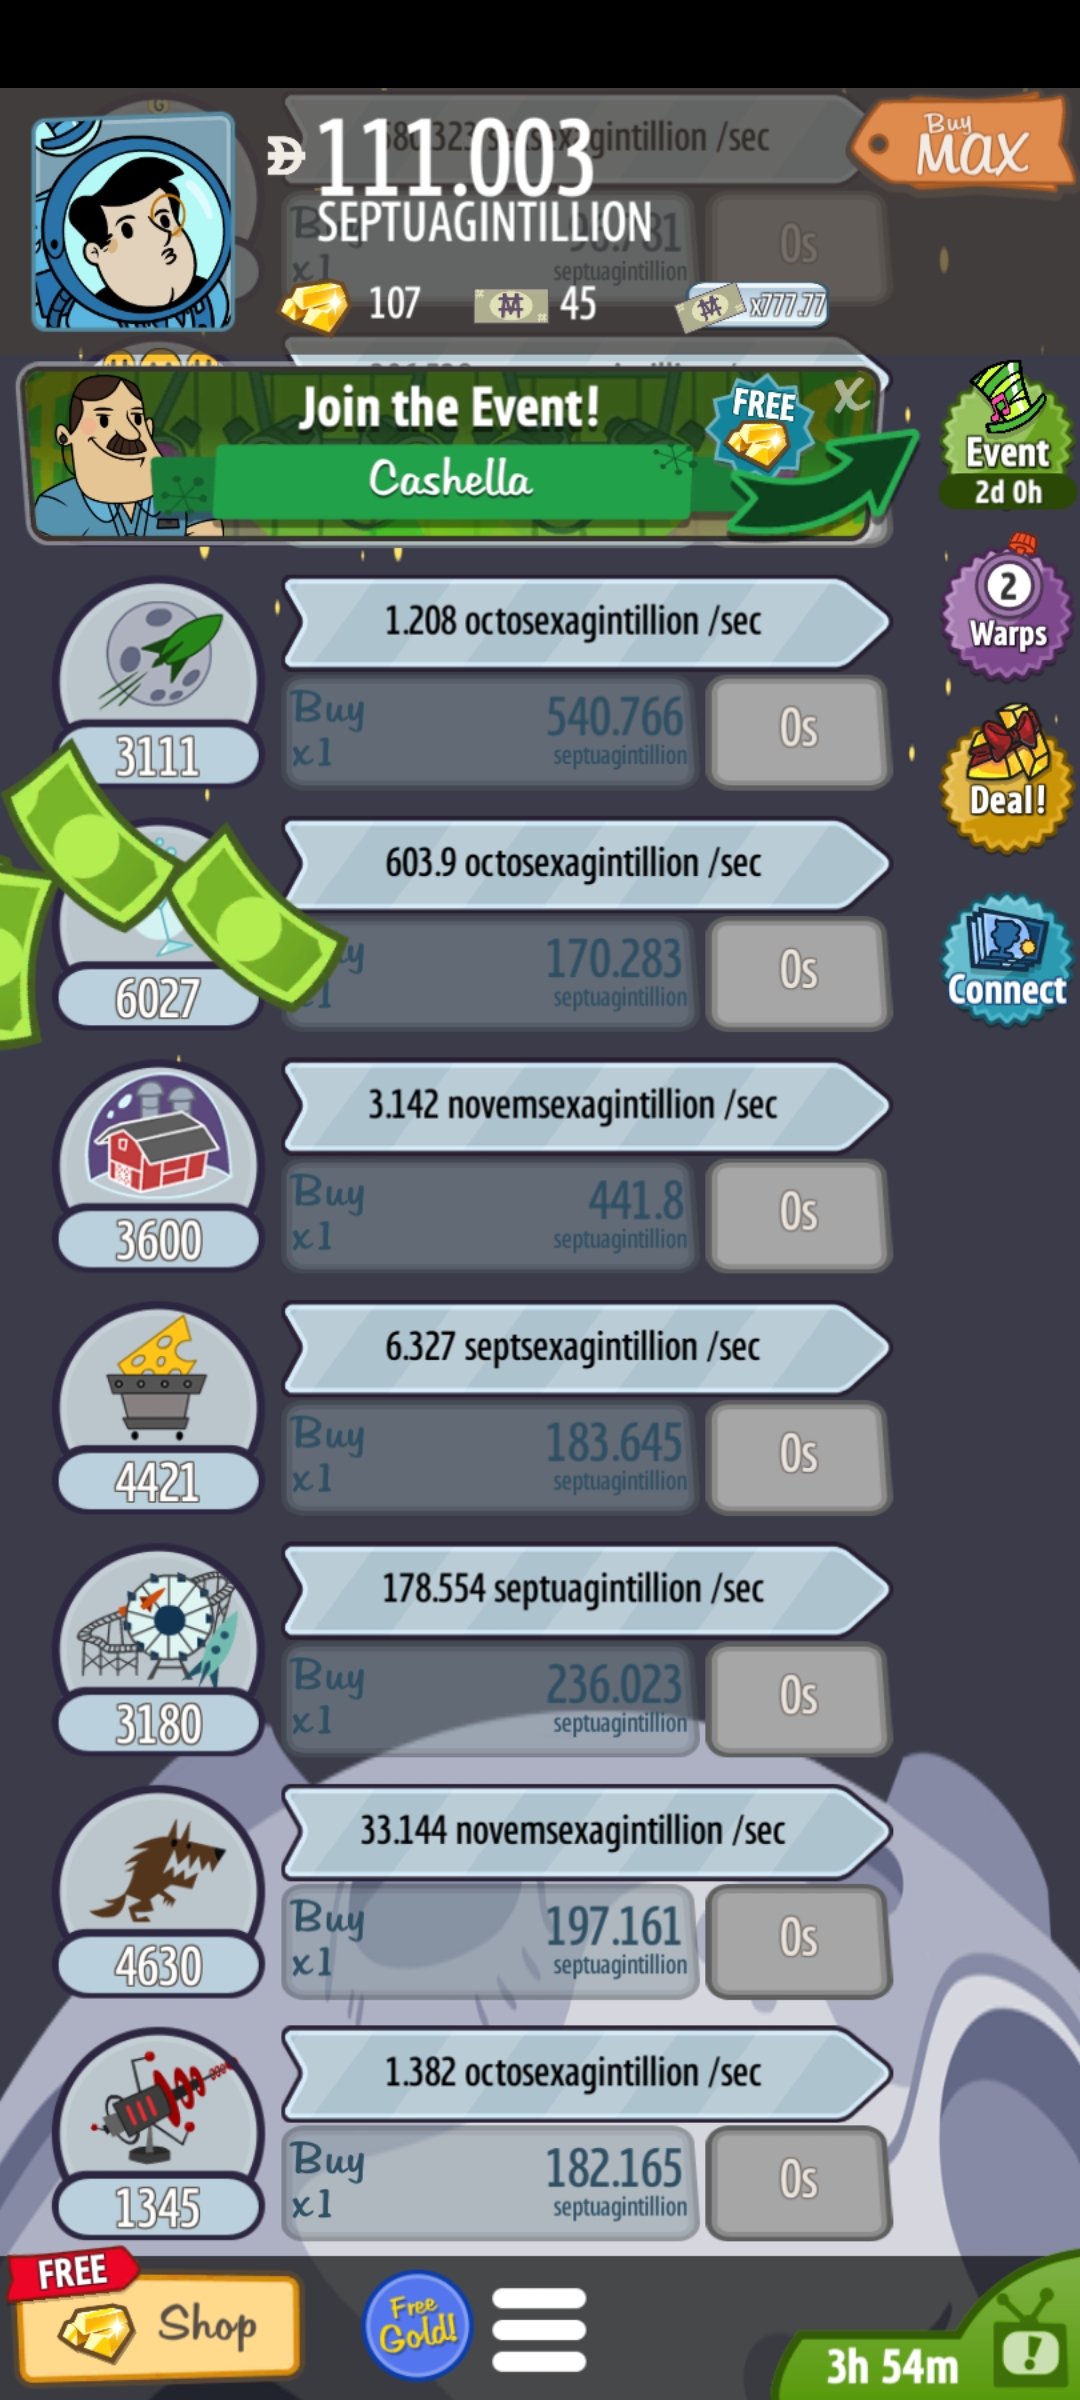 /sec
111.003
SEPTUAGINTILLION
Buy
MAX
septuagintillion
x1
0s
107
45
x777.77
Join the Event!
FREE
X
Cashella
Event
2d 0h
1.208 octosexagintillion /sec
Buy
x1
540.766
septuagintillion
0s
3111
2
Warps
Deal!
603.9 octosexagintillion /sec
170.283
septuagintillion
0s
6027
Connect
3.142 novemsexagintillion /sec
Buy
x1
441.8
septuagintillion
0s
3600
6.327 septsexagintillion /sec
Buy
x1
183.645
septuagintillion
0s
4421
178.554 septuagintillion /sec
Buy
x1
236.023
septuagintillion
0s
3180
33.144 novemsexagintillion /sec
Buy
x1
197.161
septuagintillion
0s
4630
1.382 octosexagintillion /sec
Buy
x1
182.165
septuagintillion
0s
1345
FREE
Shop
Free
Gold!
3h 54m